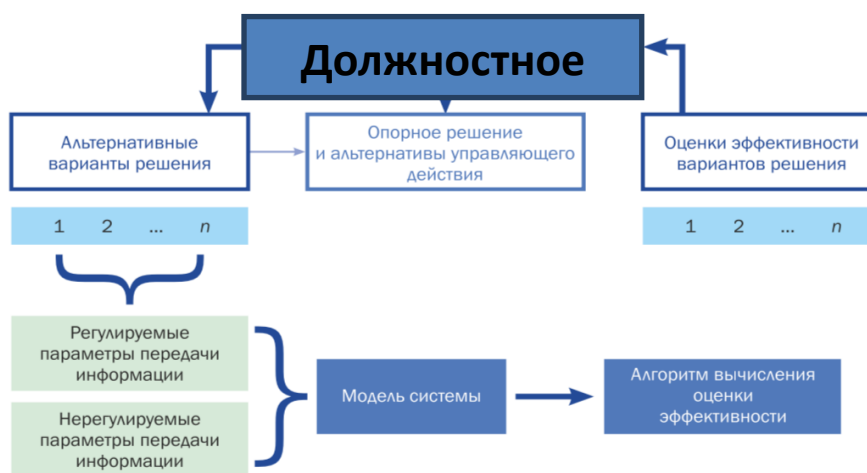 Должностное
Альтернативные
варианты решения
Опорное решение
и альтернативы управляющего
действия
Оценки эффективности
вариантов решения
1 2 ... n
1 2 ... n
Регулируемые
параметры передачи
информации
Нерегулируемые
параметры передачи
информации
Модель системы
Алгоритм вычисления
оценки
эффективности